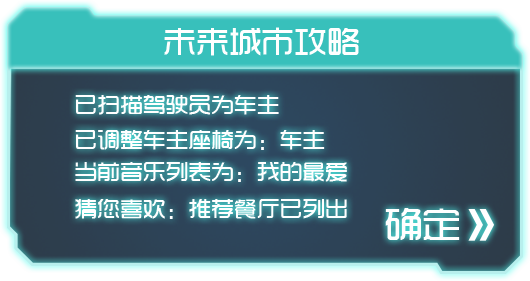 未来城市攻略
已扫描驾驶员为车主
已调整车主座椅为：车主
当前音乐列表为：我的最爱
猜您喜欢：推荐餐厅已列出
确定 》